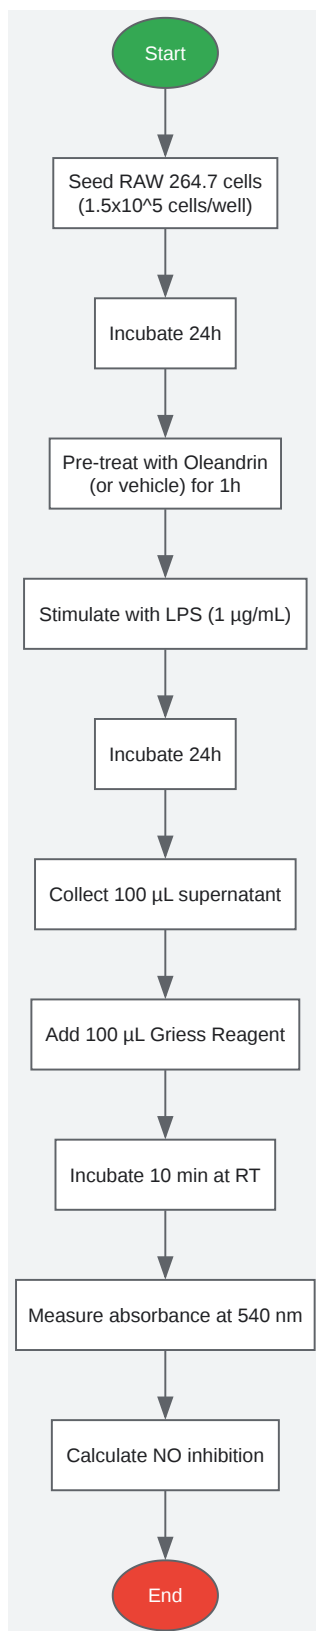 Start
Seed RAW 264.7 cells
(1.5x10^5 cells/well)
Incubate 24h
Pre-treat with Oleandrin
(or vehicle) for 1h
Stimulate with LPS (1 µg/mL)
Incubate 24h
Collect 100 µL supernatant
Add 100 µL Griess Reagent
Incubate 10 min at RT
Measure absorbance at 540 nm
Calculate NO inhibition
End